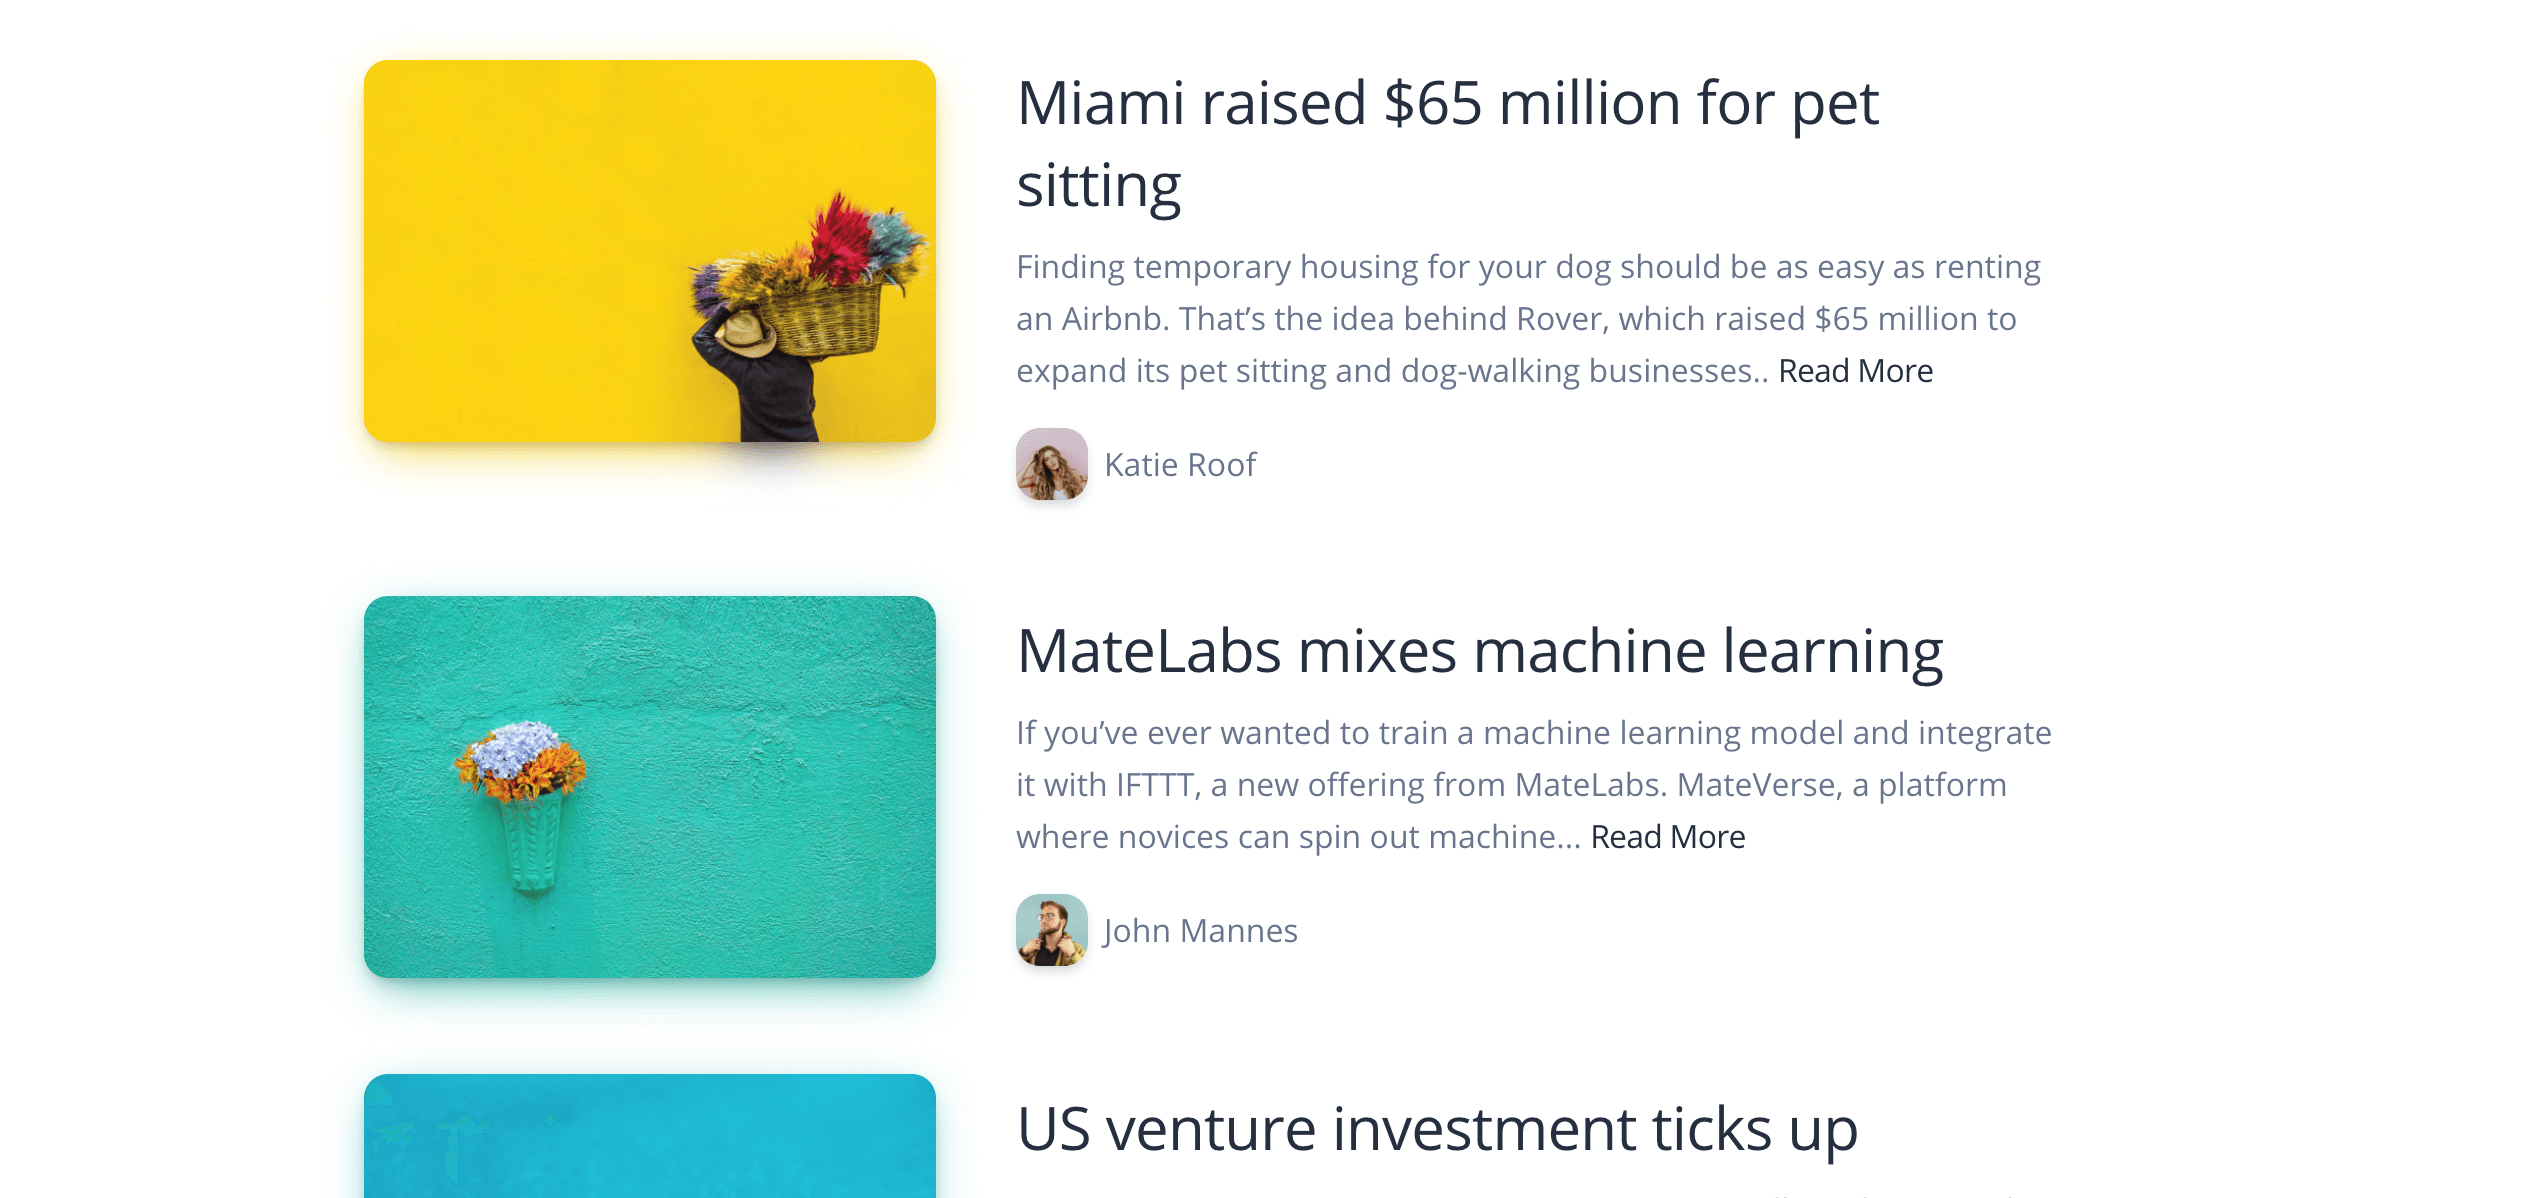 Miami raised $65 million for pet
sitting
Finding temporary housing for your dog should be as easy as renting
an Airbnb. That’s the idea behind Rover, which raised $65 million to
expand its pet sitting and dog-walking businesses.. Read More
Katie Roof
MateLabs mixes machine learning
If you’ve ever wanted to train a machine learning model and integrate
it with IFTTT, a new offering from MateLabs. MateVerse, a platform
where novices can spin out machine... Read More
John Mannes
US venture investment ticks up